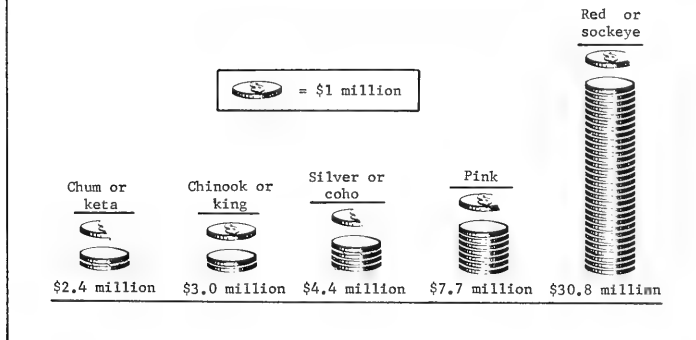 Red or
sockeye
= $1 million
Chum or
keta
Chinook or
king
Silver or
coho
Pink
$2.4 million
$3.0 million
$4.4 million
$7.7 million
$30.8 million